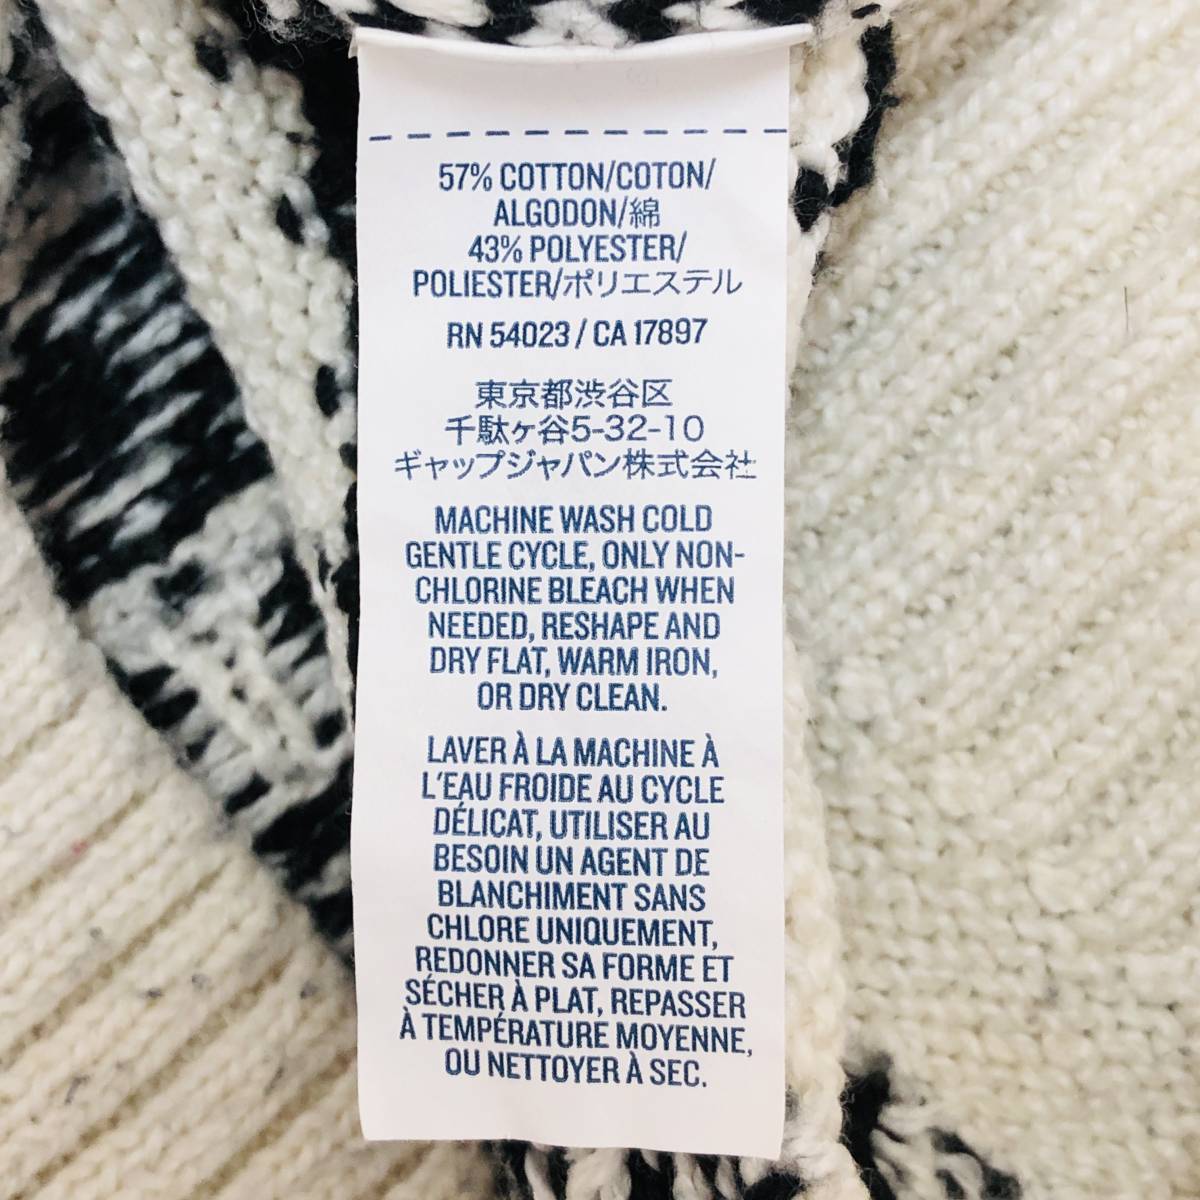 57% COTTON/COTON/
ALGODON/綿
43% POLYESTER/
POLIESTER/ポリエステル
RN 54023 / CA 17897
東京都渋谷区
千駄ヶ谷5-32-10
ギャップジャパン株式会社
MACHINE WASH COLD
GENTLE CYCLE, ONLY NON-
CHLORINE BLEACH WHEN
NEEDED, RESHAPE AND
DRY FLAT, WARM IRON,
OR DRY CLEAN.
LAVER À LA MACHINE À
L'EAU FROIDE AU CYCLE
DÉLICAT, UTILISER AU
BESOIN UN AGENT DE
BLANCHIMENT SANS
CHLORE UNIQUEMENT,
REDONNER SA FORME ET
SÉCHER À PLAT, REPASSER
À TEMPÉRATURE MOYENNE,
OU NETTOYER À SEC.